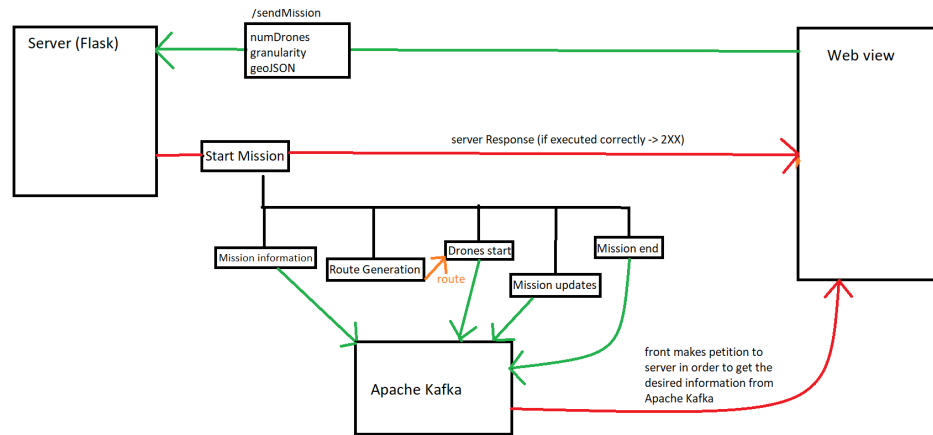 /sendMission
numDrones
granularity
geoJSON
Server (Flask)
Web view
server Response (if executed correctly -> 2XX)
Start Mission
Mission information
Route Generation
route
Drones start
Mission updates
Mission end
Apache Kafka
front makes petition to
server in order to get the
desired information from
Apache Kafka